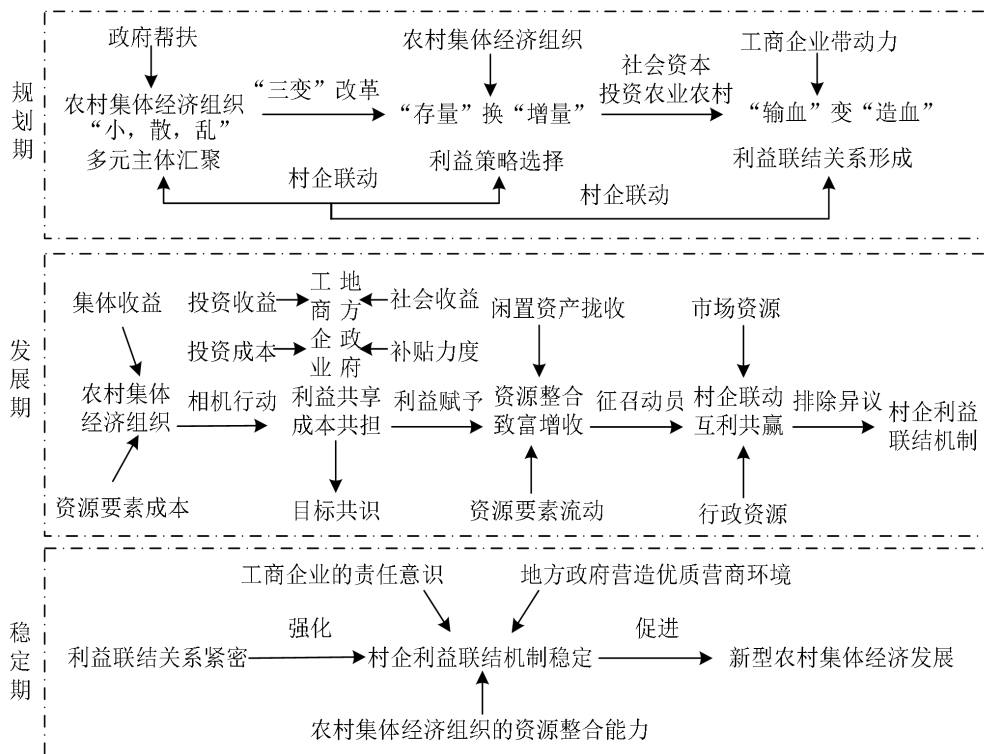 规划期
政府帮扶
农村集体经济组织
“小，散，乱”
多元主体汇聚
“三变”改革
农村集体经济组织
“存量”换“增量”
利益策略选择
社会资本
投资农业农村
工商企业带动力
“输血”变“造血”
利益联结关系形成
村企联动
村企联动
发展期
集体收益
农村集体
经济组织
资源要素成本
相机行动
投资收益
投资成本
工商企业
地方政府
社会收益
补贴力度
利益共享
成本共担
目标共识
利益赋予
闲置资产拢收
资源整合
致富增收
资源要素流动
征召动员
市场资源
村企联动
互利共赢
行政资源
排除异议
村企利益
联结机制
稳定期
工商企业的责任意识
地方政府营造优质营商环境
利益联结关系紧密
强化
村企利益联结机制稳定
促进
新型农村集体经济发展
农村集体经济组织的资源整合能力